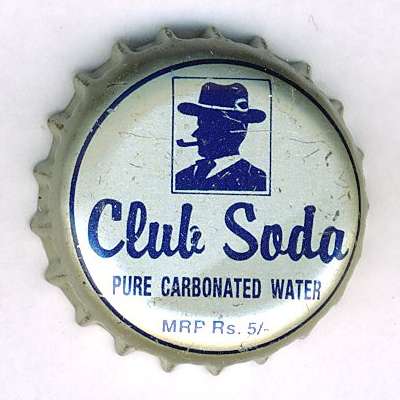 Club Soda
PURE CARBONATED WATER
MRP Rs. 5/-